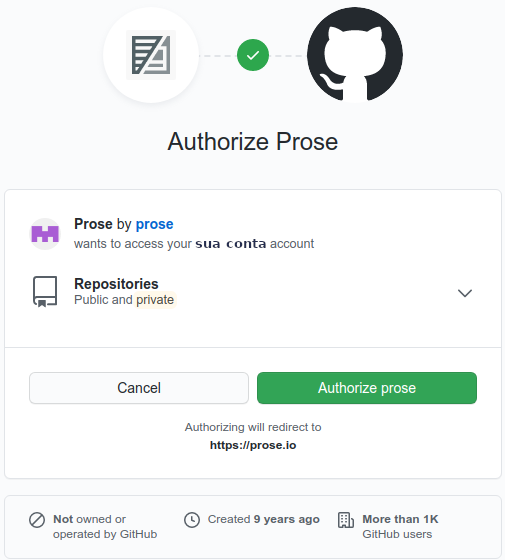 Authorize Prose
Prose by prose
wants to access your sua conta account
Repositories
Public and private
Cancel
Authorize prose
Authorizing will redirect to
https://prose.io
Not owned or
operated by GitHub
Created 9 years ago
More than 1K
GitHub users